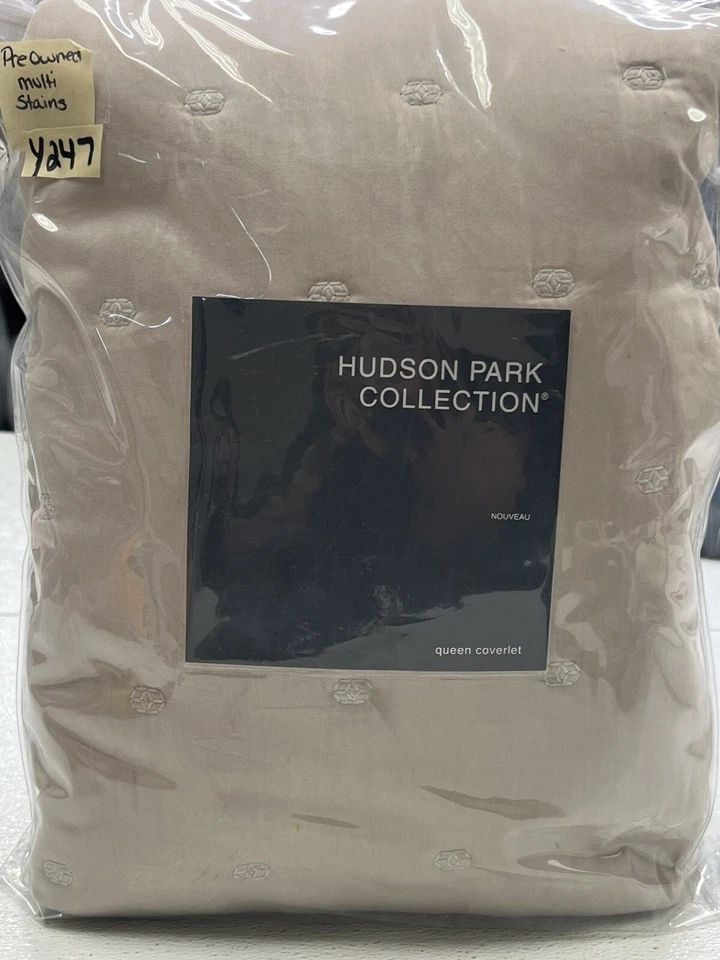 Pre Owned
multi
Stains
Y247
HUDSON PARK
COLLECTION®
NOUVEAU
queen coverlet